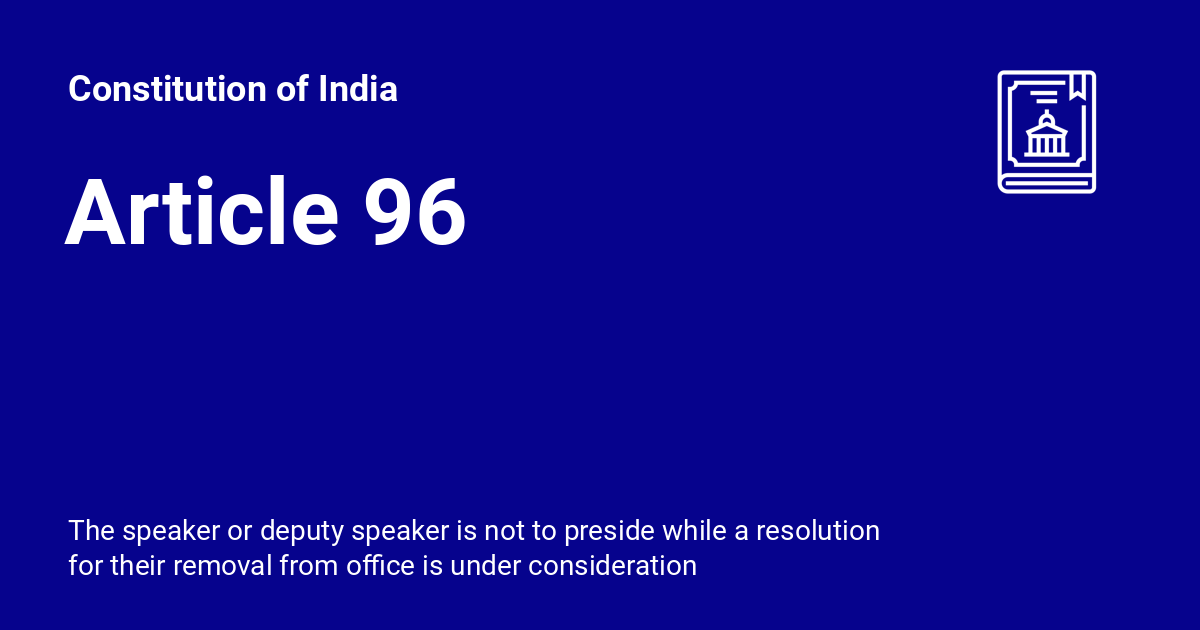 Constitution of India
Article 96
The speaker or deputy speaker is not to preside while a resolution
for their removal from office is under consideration